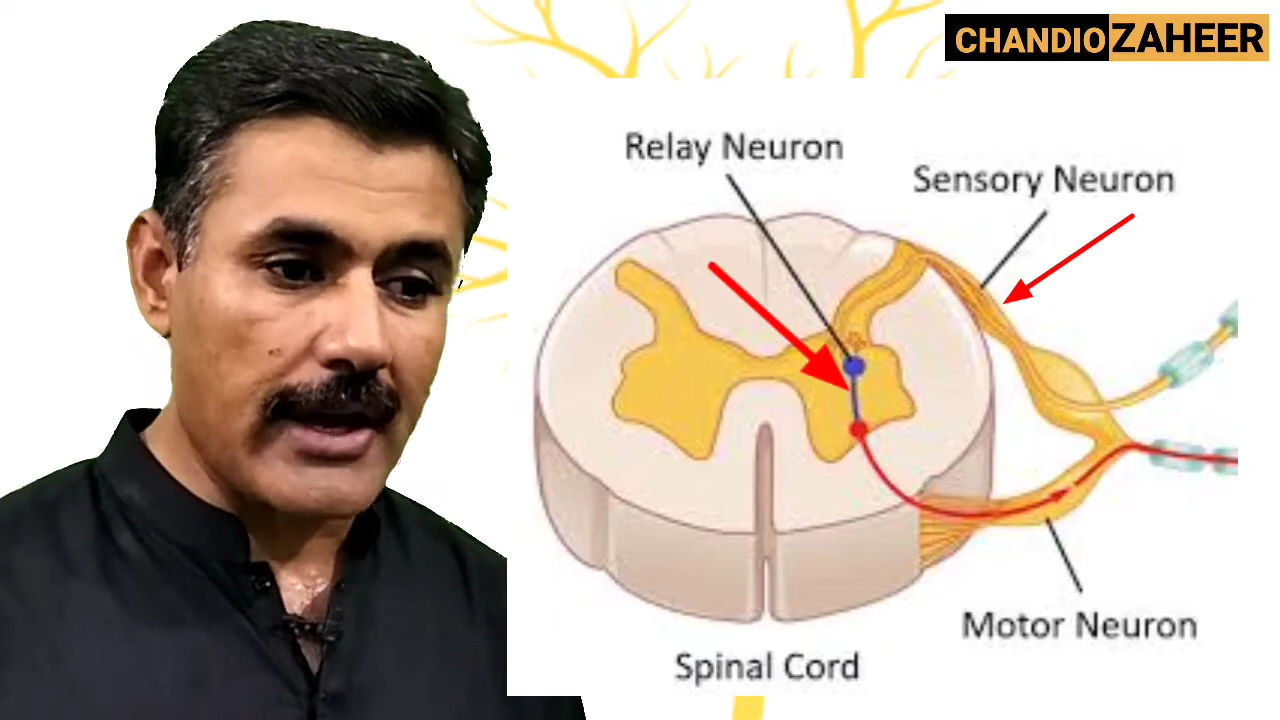 CHANDIO ZAHEER
Relay Neuron
Sensory Neuron
Motor Neuron
Spinal Cord